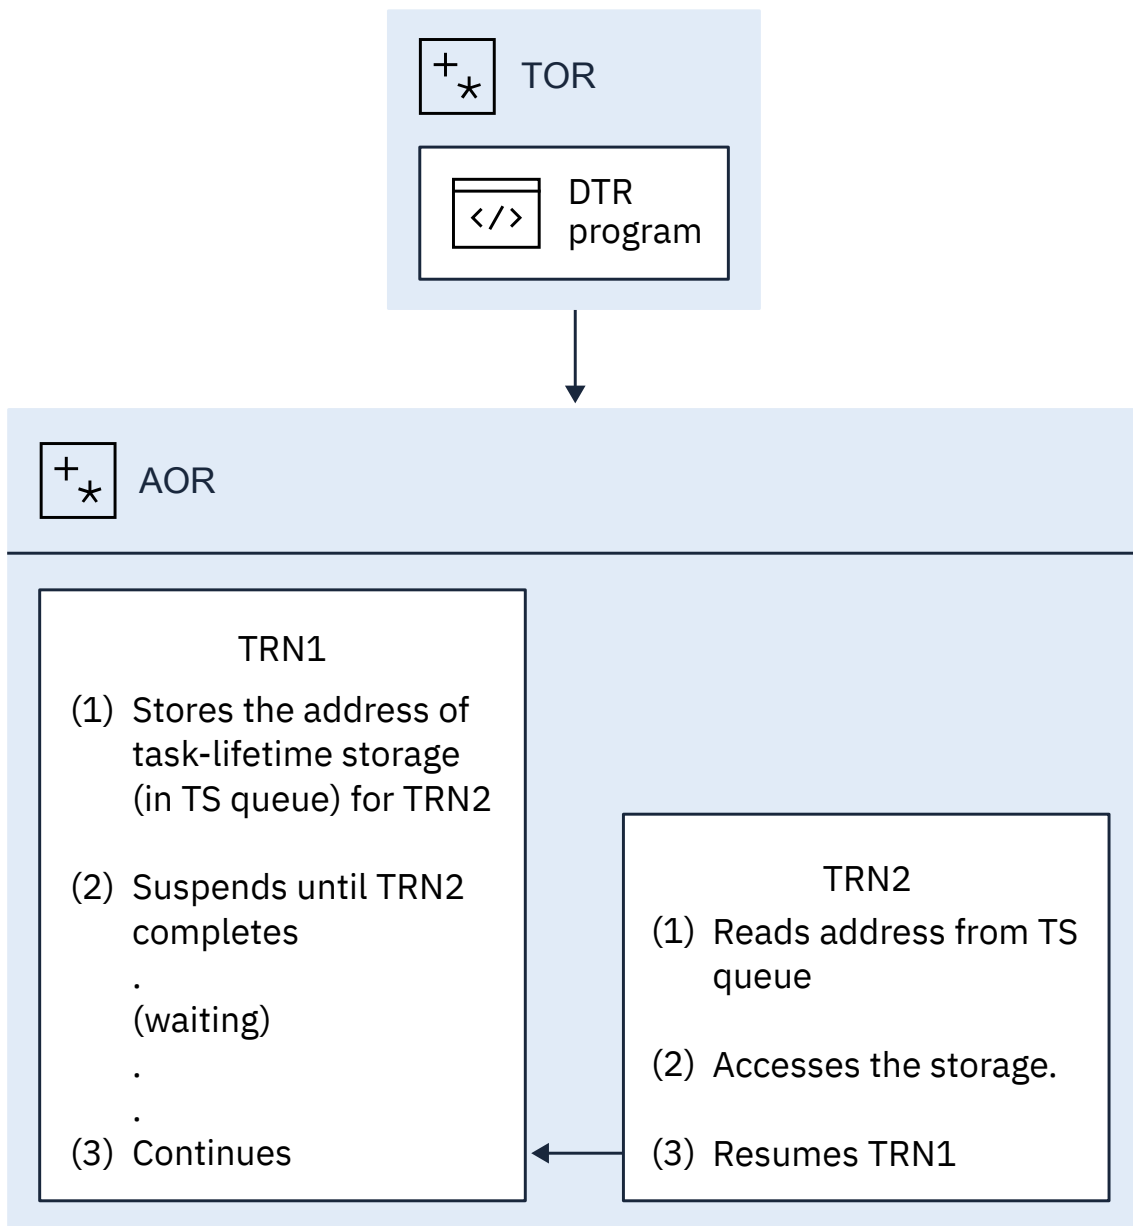 TOR
</>
DTR
program
AOR
TRN1
(1) Stores the address of
task-lifetime storage
(in TS queue) for TRN2
(2) Suspends until TRN2
completes
.
(waiting)
.
.
(3) Continues
TRN2
(1) Reads address from TS
queue
(2) Accesses the storage.
(3) Resumes TRN1